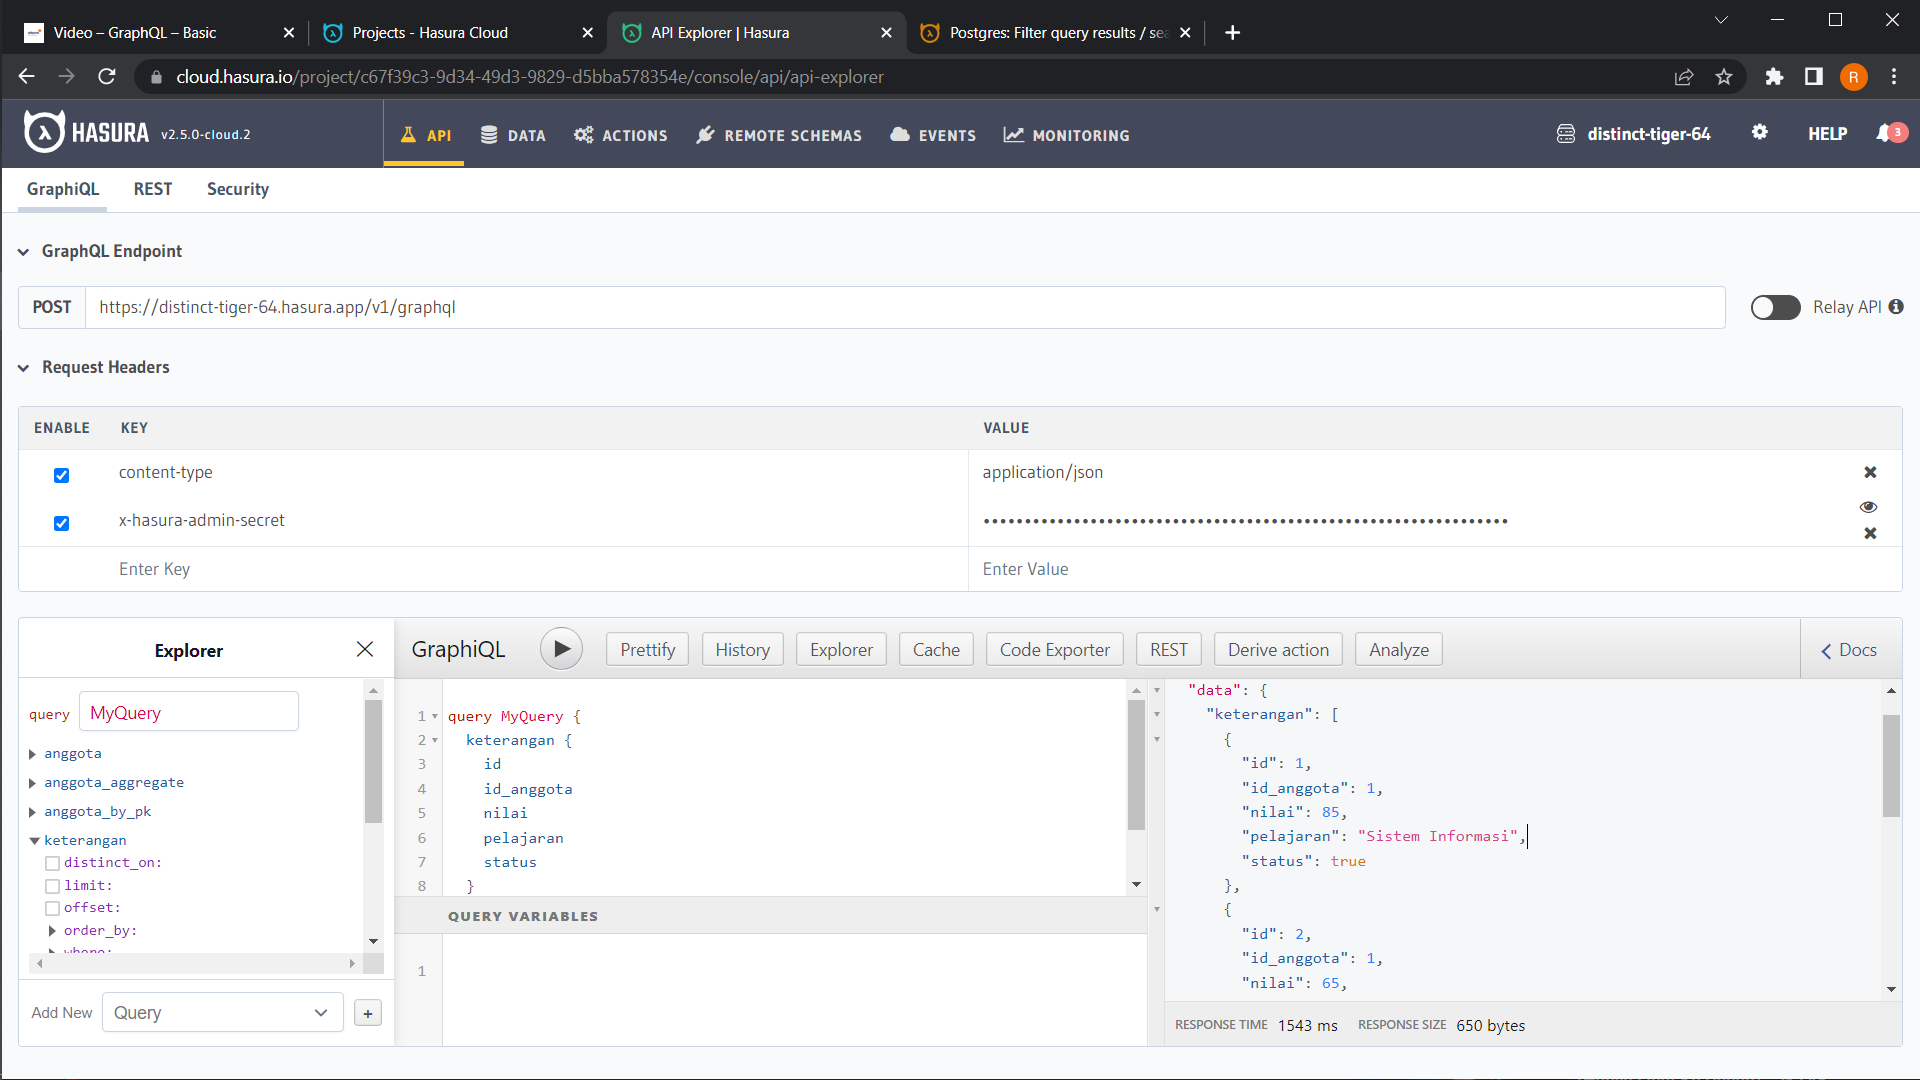 Video – GraphQL – Basic
Projects - Hasura Cloud
API Explorer | Hasura
Postgres: Filter query results / sea
cloud.hasura.io/project/c67f39c3-9d34-49d3-9829-d5bba578354e/console/api/api-explorer
R
HASURA v2.5.0-cloud.2
API
DATA
ACTIONS
REMOTE SCHEMAS
EVENTS
MONITORING
distinct-tiger-64
HELP
3
GraphiQL
REST
Security
GraphQL Endpoint
POST
https://distinct-tiger-64.hasura.app/v1/graphql
Relay API
Request Headers
ENABLE KEY VALUE
content-type application/json
x-hasura-admin-secret ••••••••••••••••••••••••••••••••••••••••••••••••••••••••••••••••
Enter Key Enter Value
Explorer
query MyQuery
anggota
anggota_aggregate
anggota_by_pk
keterangan
distinct_on:
limit:
offset:
order_by:
where:
Add New Query +
GraphiQL
Prettify
History
Explorer
Cache
Code Exporter
REST
Derive action
Analyze
Docs
1 query MyQuery {
2 keterangan {
3 id
4 id_anggota
5 nilai
6 pelajaran
7 status
8 }
QUERY VARIABLES
1
"data": {
"keterangan": [
{
"id": 1,
"id_anggota": 1,
"nilai": 85,
"pelajaran": "Sistem Informasi",
"status": true
},
{
"id": 2,
"id_anggota": 1,
"nilai": 65,
RESPONSE TIME 1543 ms RESPONSE SIZE 650 bytes